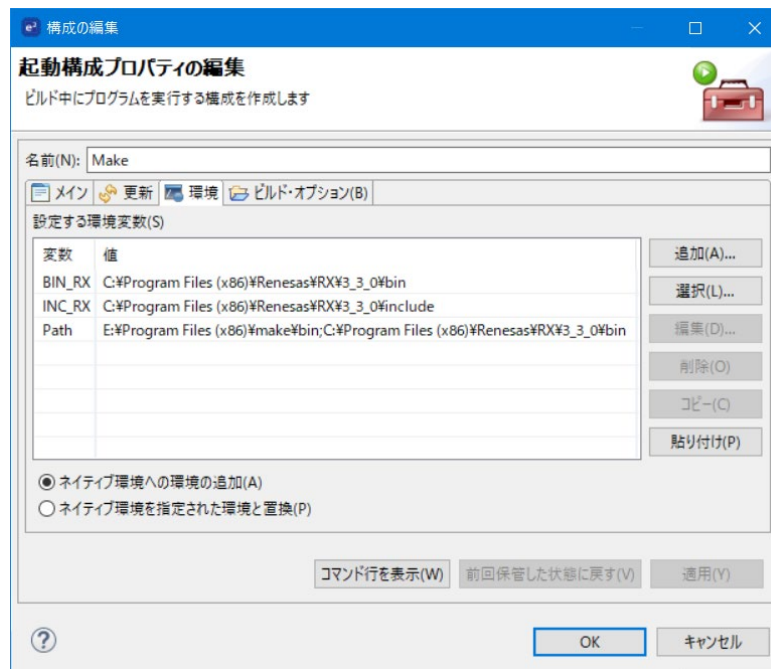 e² 構成の編集
起動構成プロパティの編集
ビルド中にプログラムを実行する構成を作成します
名前(N): Make
メイン 更新 環境 ビルド・オプション(B)
設定する環境変数(S)
変数 値
BIN_RX C:¥Program Files (x86)¥Renesas¥RX¥3_3_0¥bin
INC_RX C:¥Program Files (x86)¥Renesas¥RX¥3_3_0¥include
Path E:¥Program Files (x86)¥make¥bin;C:¥Program Files (x86)¥Renesas¥RX¥3_3_0¥bin
追加(A)...
選択(L)...
編集(D)...
削除(O)
コピー(C)
貼り付け(P)
ネイティブ環境への環境の追加(A)
ネイティブ環境を指定された環境と置換(P)
コマンド行を表示(W) 前回保管した状態に戻す(V) 適用(Y)
? OK キャンセル